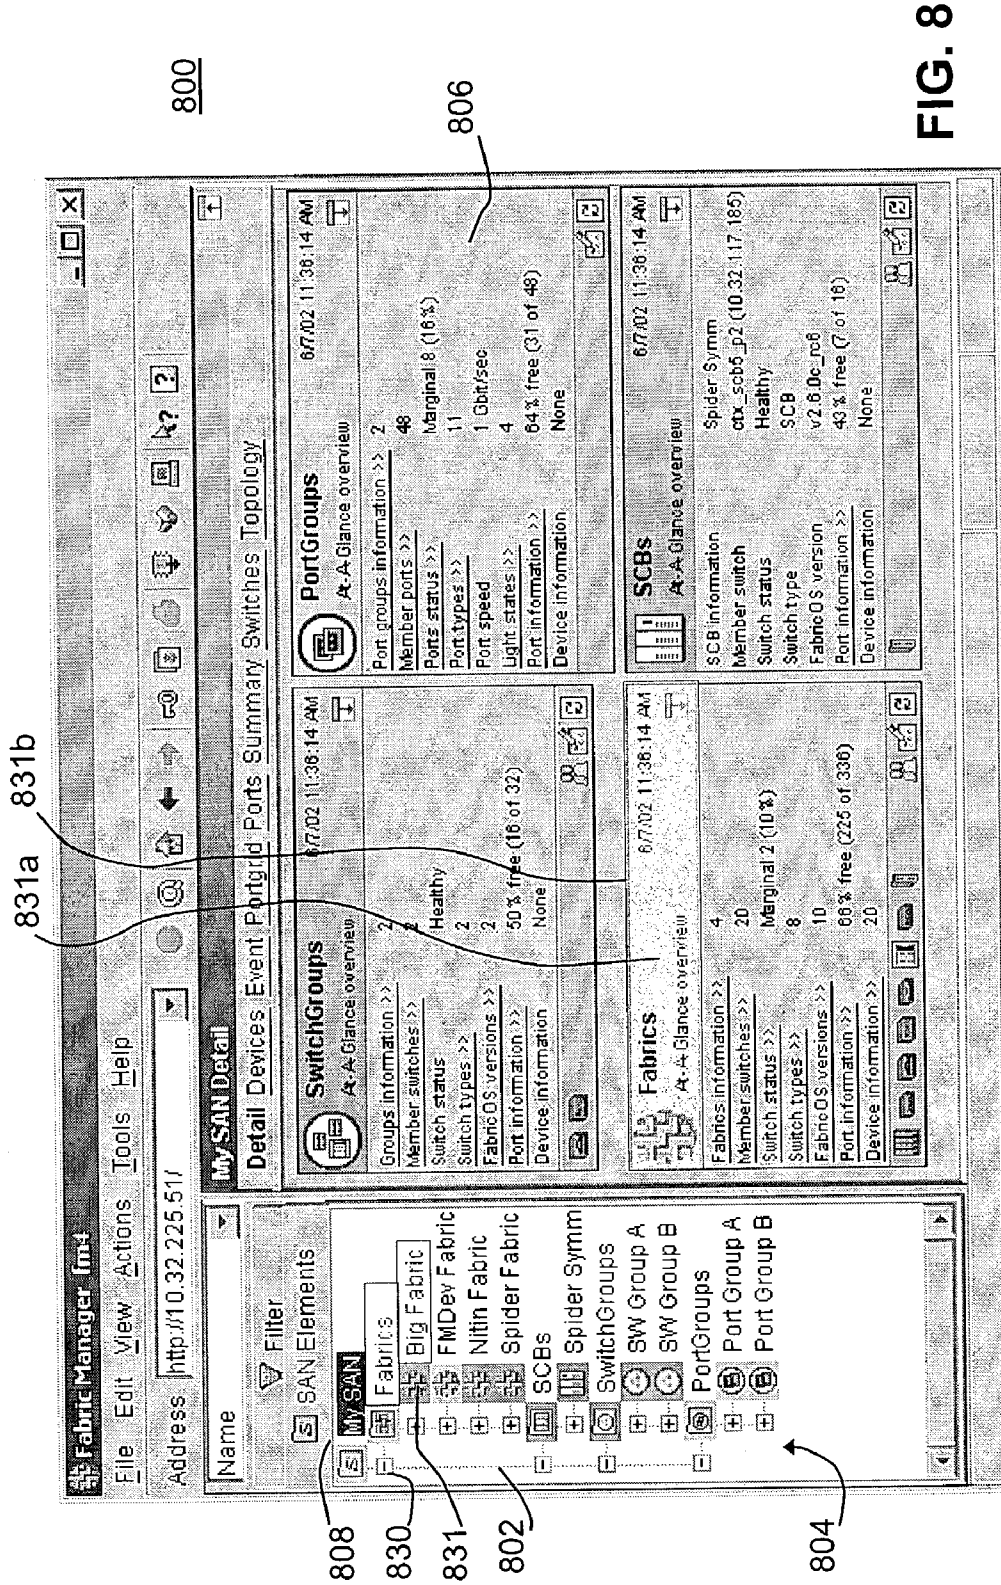 Fabric Manager fm4
File Edit View Actions Tools Help
Address http://10.32.225.51/
Name
Filter
SAN Elements
My SAN
Fabrics
Big Fabric
FMDev Fabric
Nitin Fabric
Spider Fabric
SCBs
Spider Symm
SwitchGroups
SW Group A
SW Group B
PortGroups
Port Group A
Port Group B
My SAN Detail
Detail Devices Event Portgrid Ports Summary Switches Topology
SwitchGroups
At-A-Glance overview 6/7/02 11:36:14 AM
Groups information >> 2
Member switches >> 2
Switch status Healthy
Switch types >> 2
Fabric OS versions >> 2
Port information >> 50% free (16 of 32)
Device information None
PortGroups
At-A-Glance overview 6/7/02 11:36:14 AM
Port groups information >> 2
Member ports >> 48
Ports status >> Marginal 8 (16%)
Port types >> 11
Port speed 1 Gbit/sec
Light states >> 4
Port information >> 64% free (31 of 48)
Device information None
Fabrics
At-A-Glance overview 6/7/02 11:36:14 AM
Fabrics information >> 4
Member switches >> 20
Switch status >> Marginal 2 (10%)
Switch types >> 8
Fabric OS versions >> 10
Port information >> 66% free (225 of 336)
Device information >> 20
SCBs
At-A-Glance overview 6/7/02 11:36:14 AM
SCB information Spider Symm
Member switch (10.32.117.185)
Switch status Healthy
Switch type SCB
Fabric OS version
Port information >> 43% free (7 of 16)
Device information None
800
802
804
806
808
830
831
831a
831b
FIG. 8